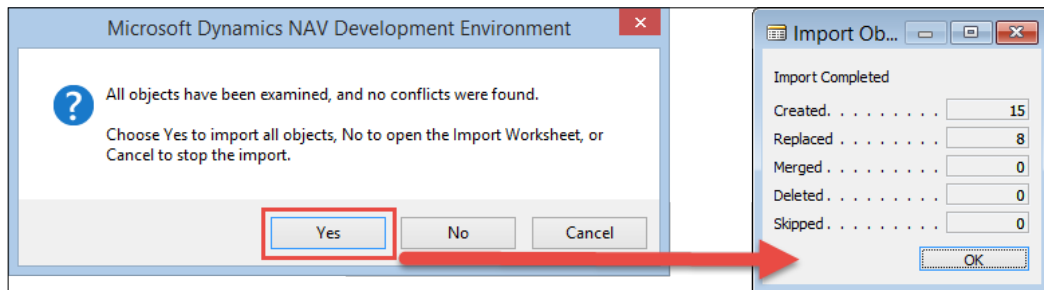 Microsoft Dynamics NAV Development Environment
All objects have been examined, and no conflicts were found.
Choose Yes to import all objects, No to open the Import Worksheet, or
Cancel to stop the import.
Yes
No
Cancel
Import Ob...
Import Completed
Created. . . . . . . . . . 15
Replaced . . . . . . . . 8
Merged . . . . . . . . . 0
Deleted. . . . . . . . . . 0
Skipped. . . . . . . . . . 0
OK